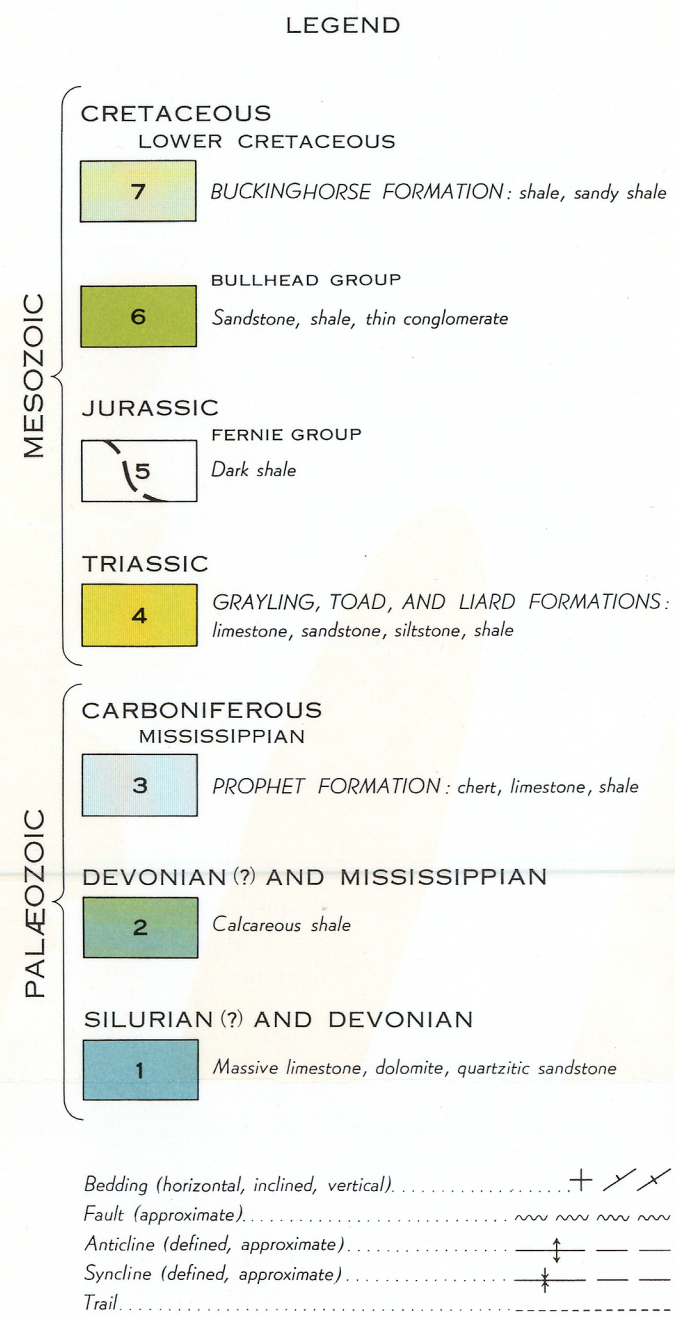 LEGEND
MESOZOIC
CRETACEOUS
LOWER CRETACEOUS
7 BUCKINGHORSE FORMATION: shale, sandy shale
BULLHEAD GROUP
6 Sandstone, shale, thin conglomerate
JURASSIC
FERNIE GROUP
5 Dark shale
TRIASSIC
4 GRAYLING, TOAD, AND LIARD FORMATIONS:
limestone, sandstone, siltstone, shale
PALÆOZOIC
CARBONIFEROUS
MISSISSIPPIAN
3 PROPHET FORMATION: chert, limestone, shale
DEVONIAN (?) AND MISSISSIPPIAN
2 Calcareous shale
SILURIAN (?) AND DEVONIAN
1 Massive limestone, dolomite, quartzitic sandstone
Bedding (horizontal, inclined, vertical)
Fault (approximate)
Anticline (defined, approximate)
Syncline (defined, approximate)
Trail